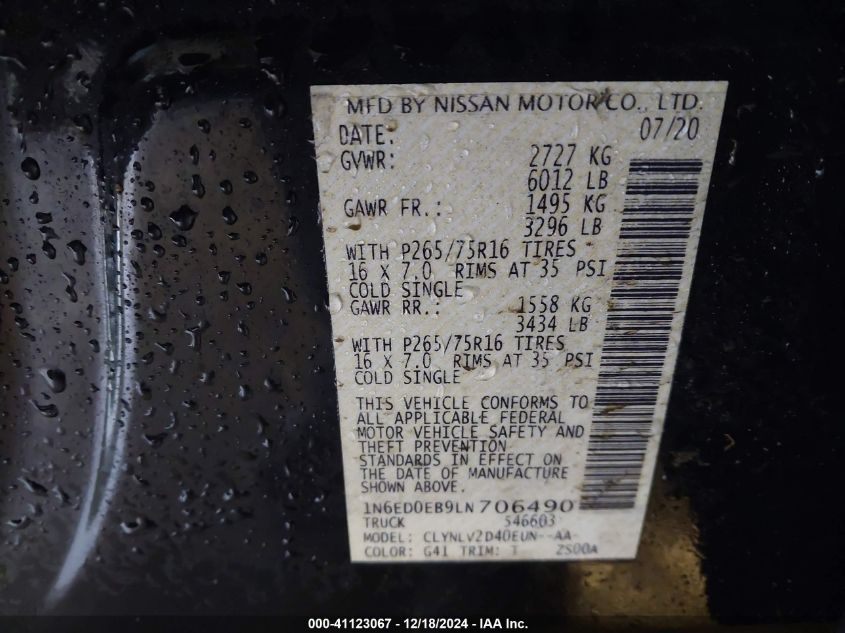 MFD BY NISSAN MOTOR CO., LTD.
DATE: 07/20
GVWR: 2727 KG
6012 LB
GAWR FR.: 1495 KG
3296 LB
WITH P265/75R16 TIRES
16 X 7.0 RIMS AT 35 PSI
COLD SINGLE
GAWR RR.: 1558 KG
3434 LB
WITH P265/75R16 TIRES
16 X 7.0 RIMS AT 35 PSI
COLD SINGLE
THIS VEHICLE CONFORMS TO
ALL APPLICABLE FEDERAL
MOTOR VEHICLE SAFETY AND
THEFT PREVENTION
STANDARDS IN EFFECT ON
THE DATE OF MANUFACTURE
SHOWN ABOVE.
1N6ED0EB9LN706490
TRUCK 546603
MODEL: CLYNLV2D40EUN--AA-
COLOR: G41 TRIM: T ZS00A
000-41123067 - 12/18/2024 - IAA Inc.